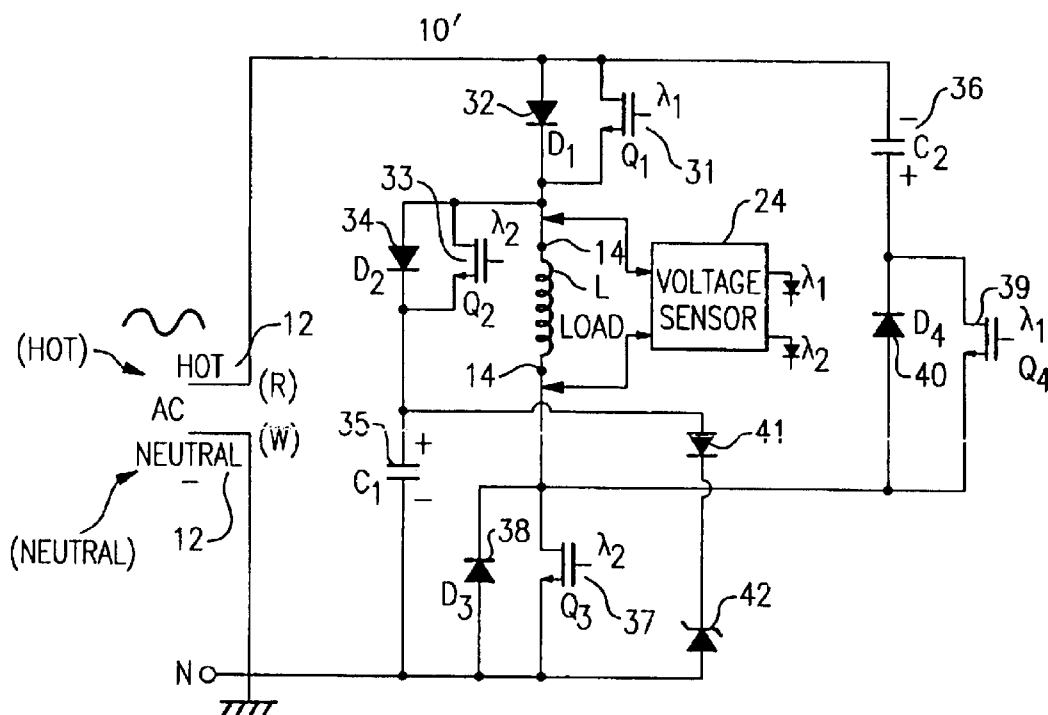 10′
32
D1
λ1
Q1
31
36
−
C2
+
33
34
D2
λ2
Q2
14
L
LOAD
14
24
VOLTAGE
SENSOR
λ1
λ2
39
D4
λ1
Q4
40
(HOT)
12
HOT
(R)
AC
(W)
NEUTRAL
−
12
(NEUTRAL)
35
+
C1
−
41
38
D3
λ2
Q3
37
42
N